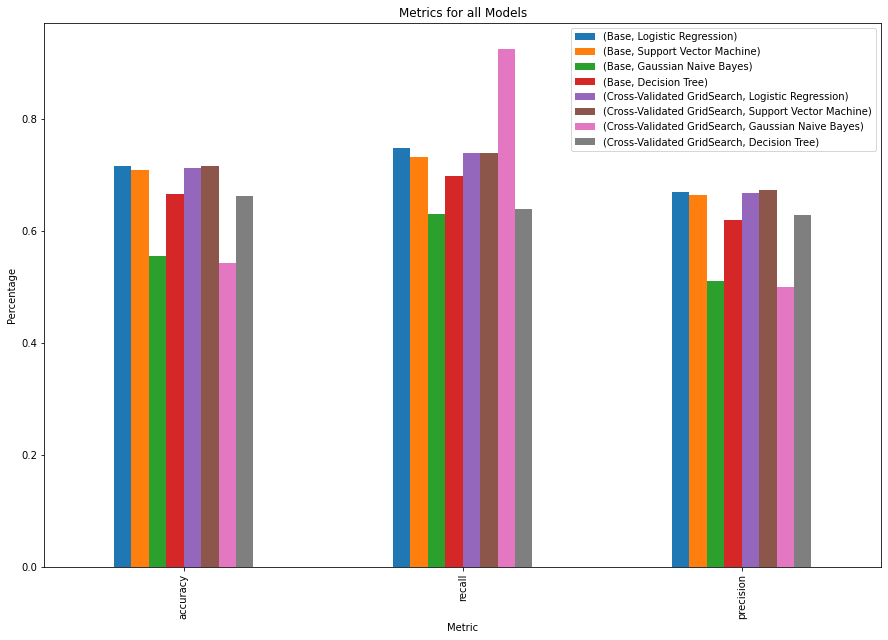 Metrics for all Models
(Base, Logistic Regression)
(Base, Support Vector Machine)
(Base, Gaussian Naive Bayes)
(Base, Decision Tree)
(Cross-Validated GridSearch, Logistic Regression)
(Cross-Validated GridSearch, Support Vector Machine)
(Cross-Validated GridSearch, Gaussian Naive Bayes)
(Cross-Validated GridSearch, Decision Tree)
Percentage
0.8
0.6
0.4
0.2
0.0
accuracy
recall
precision
Metric